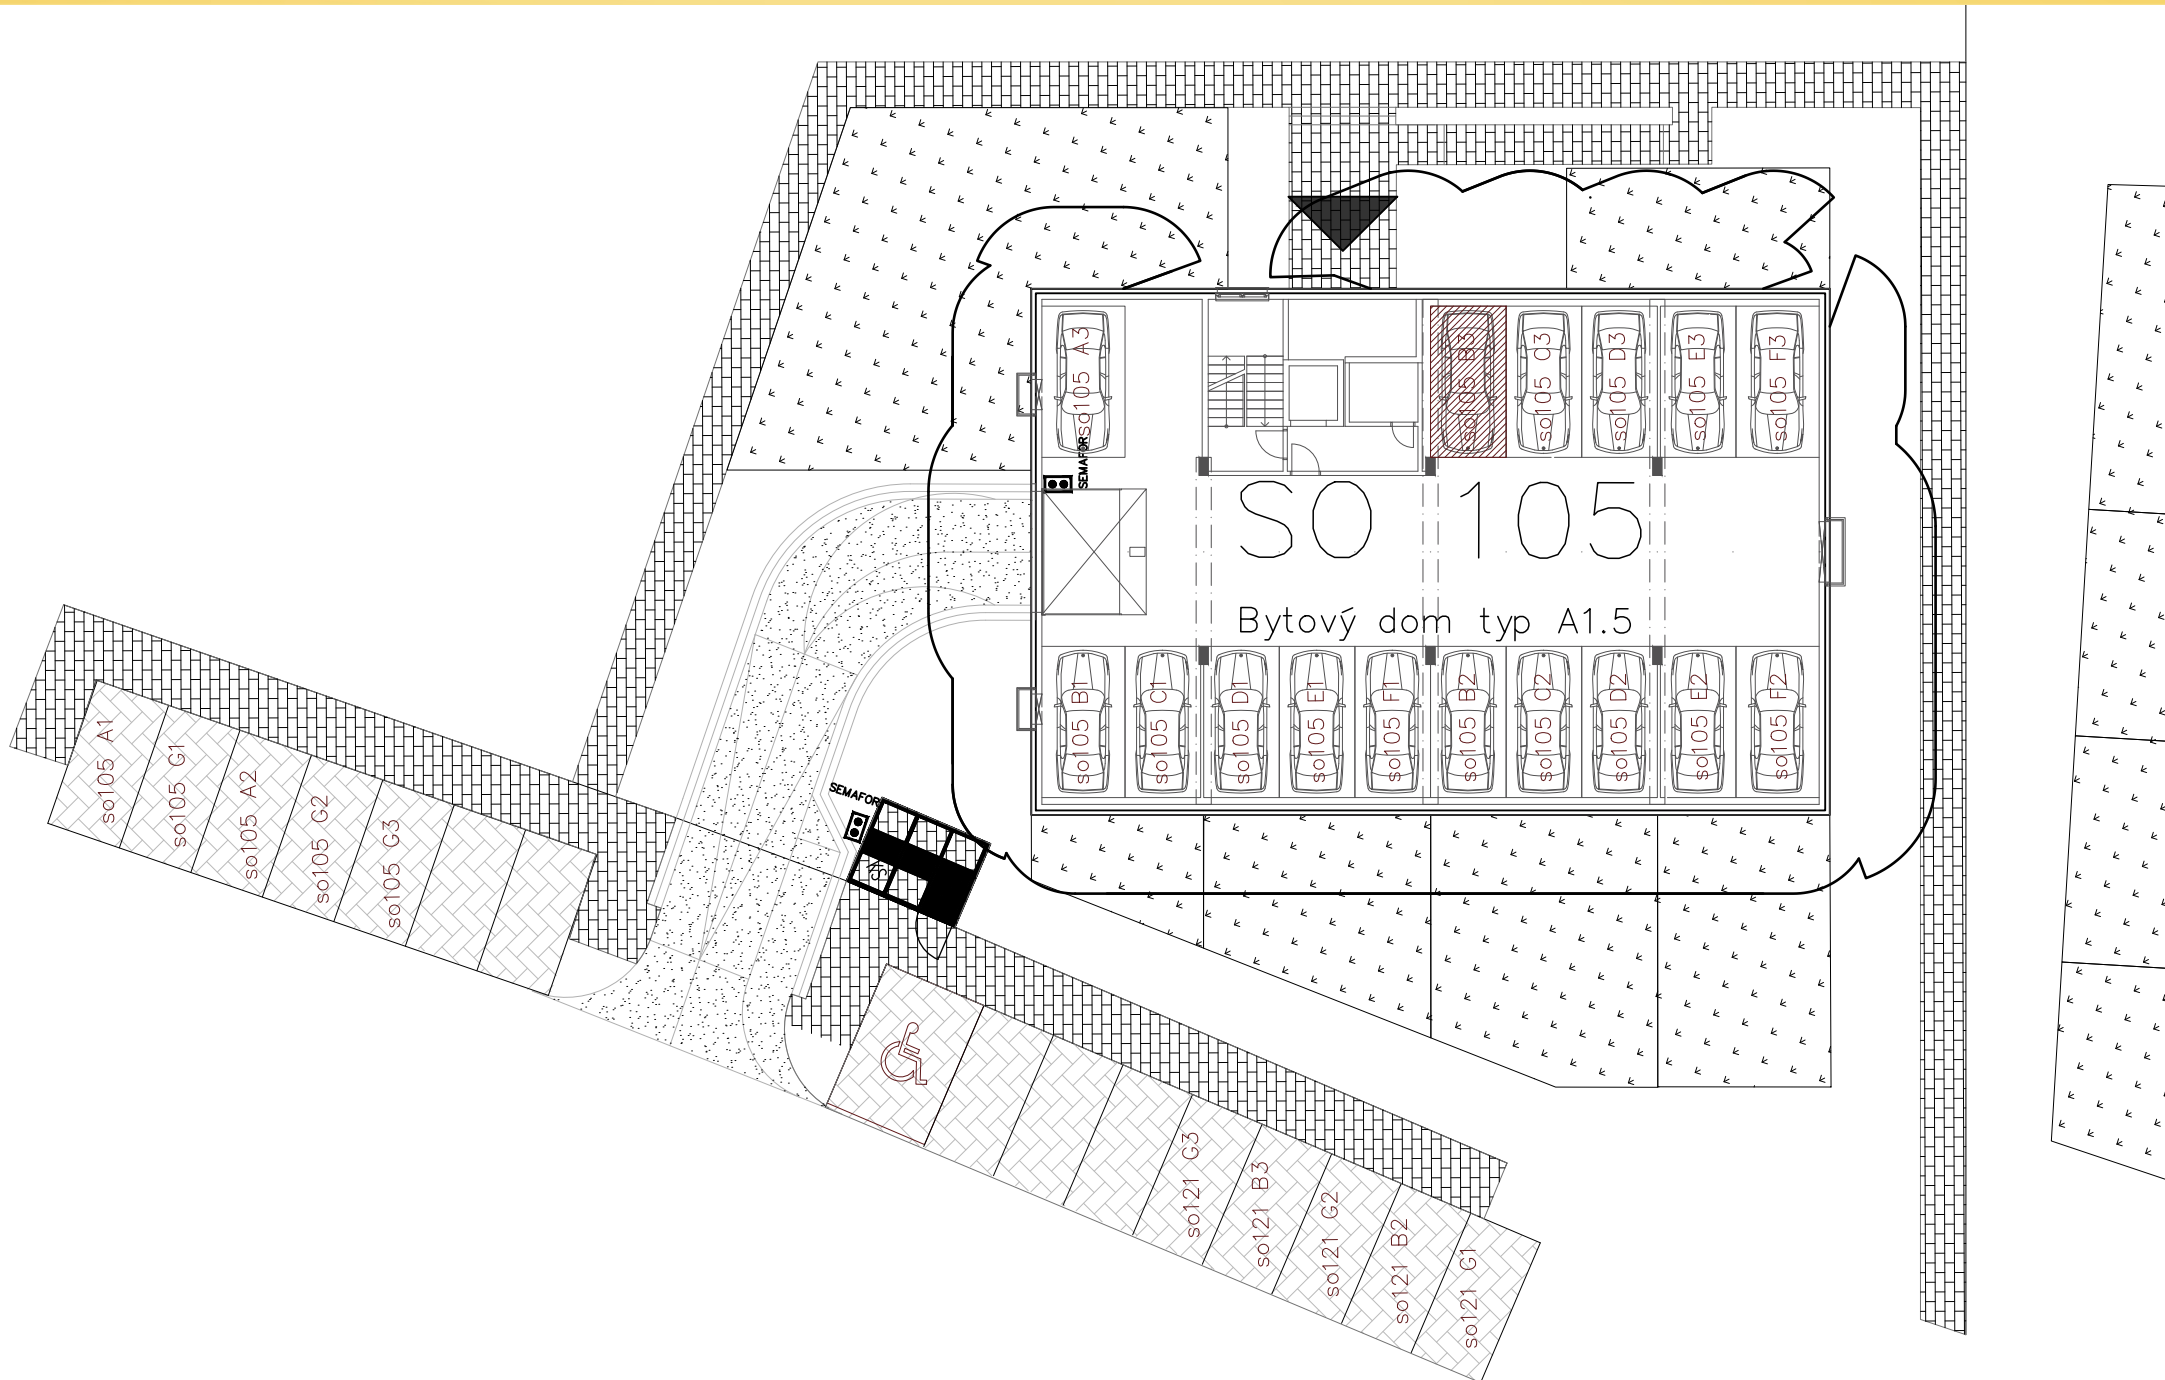 so105 A3
so105 B3
so105 C3
so105 D3
so105 E3
so105 F3
SEMAFOR
SO 105
Bytový dom typ A1.5
so105 B1
so105 C1
so105 D1
so105 E1
so105 F1
so105 B2
so105 C2
so105 D2
so105 E2
so105 F2
so105 A1
so105 G1
so105 A2
so105 G2
so105 G3
SEMAFOR
so121 G3
so121 B3
so121 G2
so121 B2
so121 G1